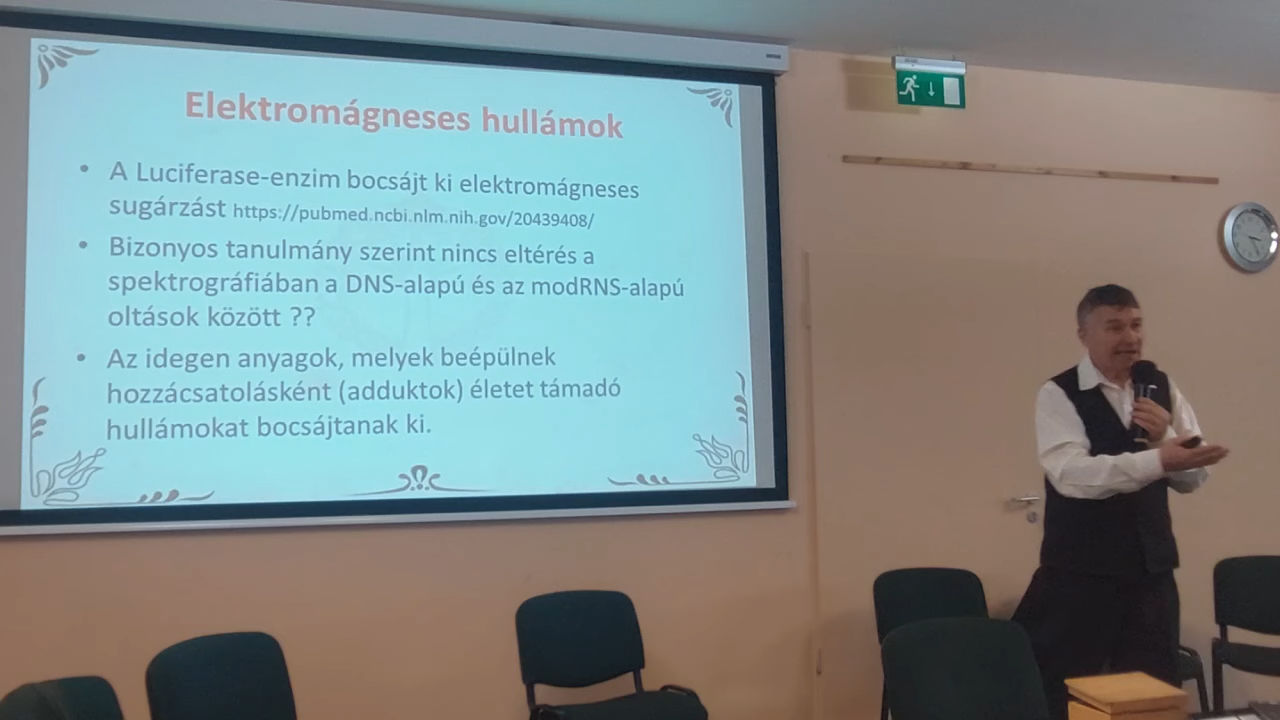 Elektromágneses hullámok
• A Luciferase-enzim bocsájt ki elektromágneses
sugárzást https://pubmed.ncbi.nlm.nih.gov/20439408/
• Bizonyos tanulmány szerint nincs eltérés a
spektrográfiában a DNS-alapú és az modRNS-alapú
oltások között ??
• Az idegen anyagok, melyek beépülnek
hozzácsatolásként (adduktok) életet támadó
hullámokat bocsájtanak ki.